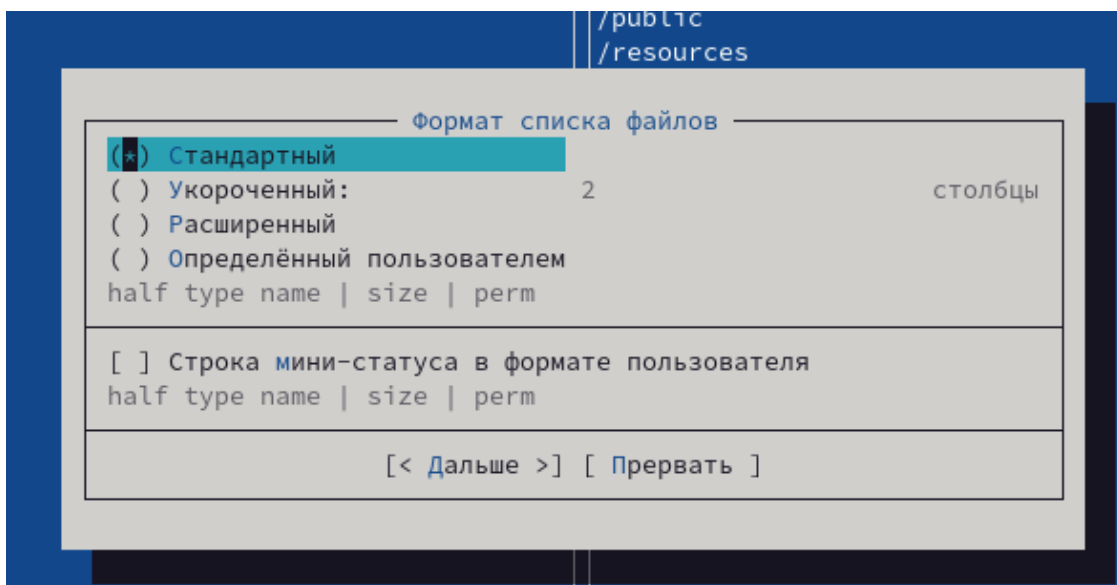 /public
/resources
Формат списка файлов
(*) Стандартный
( ) Укороченный: 2 столбцы
( ) Расширенный
( ) Определённый пользователем
half type name | size | perm
[ ] Строка мини-статуса в формате пользователя
half type name | size | perm
[< Дальше >] [ Прервать ]